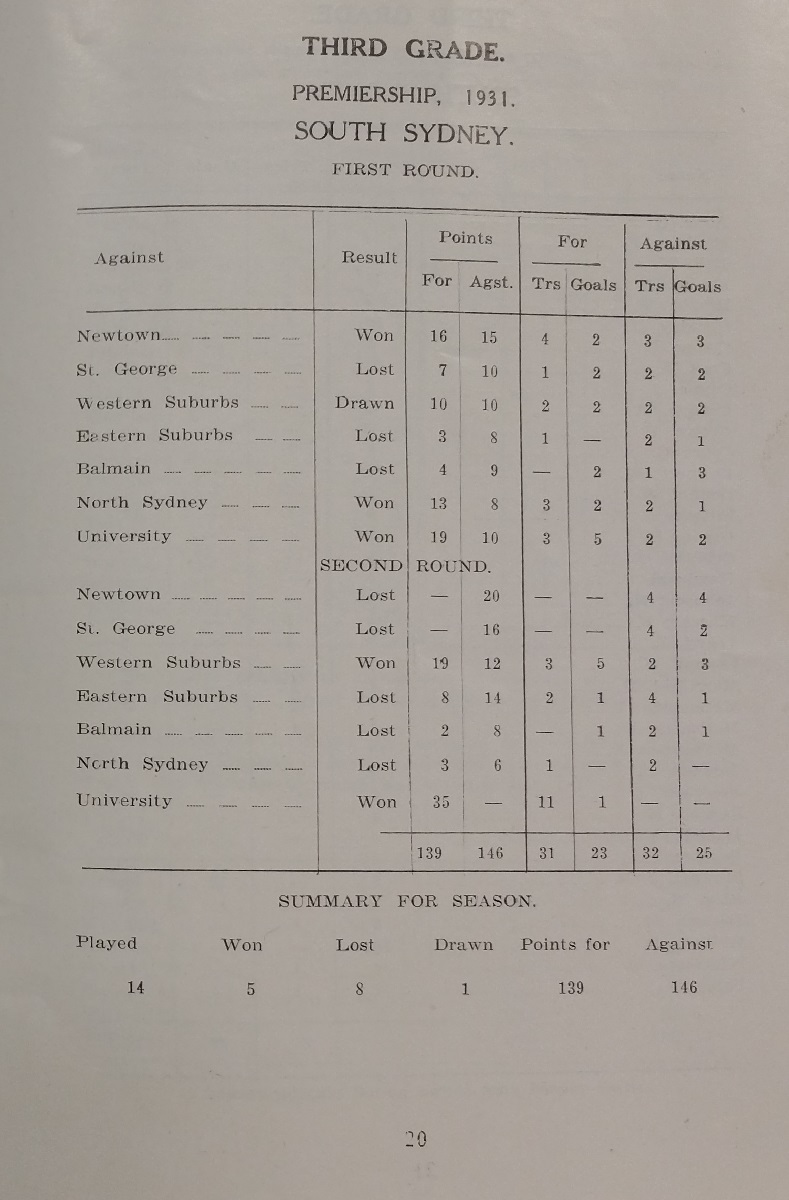 THIRD GRADE.
PREMIERSHIP, 1931.
SOUTH SYDNEY.
FIRST ROUND.
Against Result Points For Against
For Agst. Trs Goals Trs Goals
Newtown Won 16 15 4 2 3 3
St. George Lost 7 10 1 2 2 2
Western Suburbs Drawn 10 10 2 2 2 2
Eastern Suburbs Lost 3 8 1 — 2 1
Balmain Lost 4 9 — 2 1 3
North Sydney Won 13 8 3 2 2 1
University Won 19 10 3 5 2 2
SECOND ROUND.
Newtown Lost — 20 — — 4 4
St. George Lost — 16 — — 4 2
Western Suburbs Won 19 12 3 5 2 3
Eastern Suburbs Lost 8 14 2 1 4 1
Balmain Lost 2 8 — 1 2 1
North Sydney Lost 3 6 1 — 2 —
University Won 35 — 11 1 — —
139 146 31 23 32 25
SUMMARY FOR SEASON.
Played Won Lost Drawn Points for Against
14 5 8 1 139 146
20